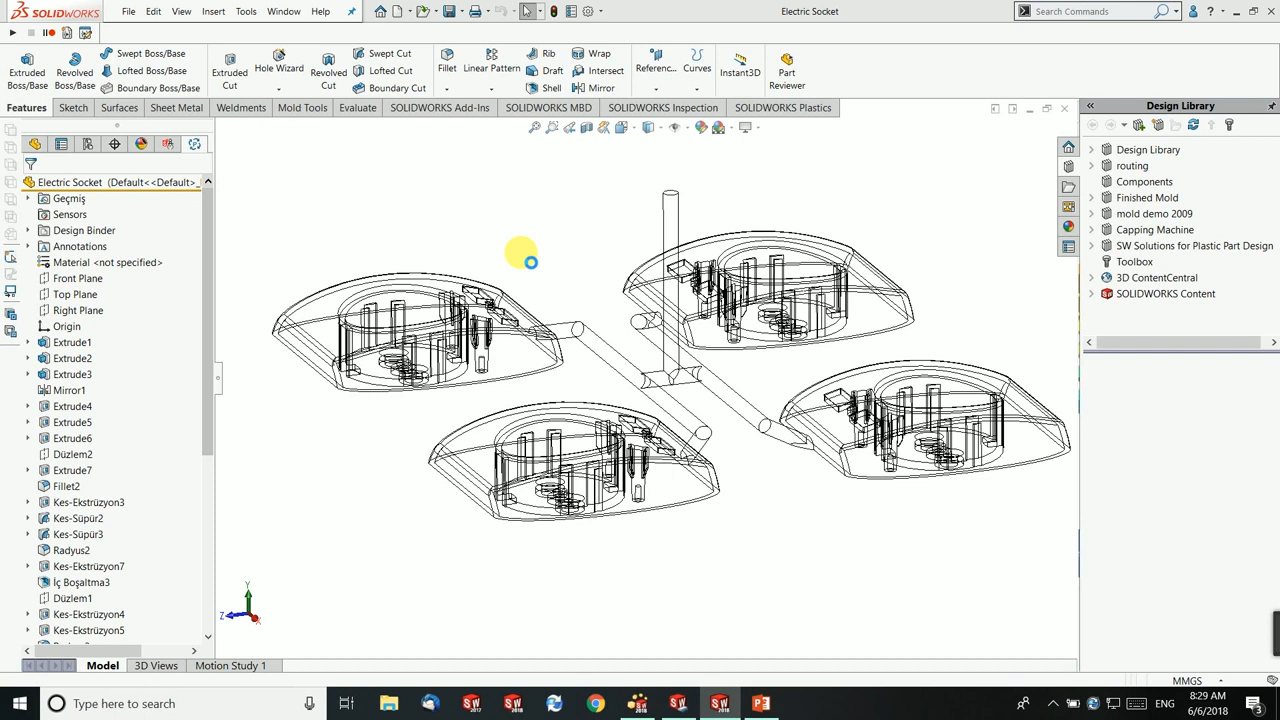 SOLIDWORKS File Edit View Insert Tools Window Help Electric Socket Search Commands
Extruded Boss/Base
Revolved Boss/Base
Swept Boss/Base
Lofted Boss/Base
Boundary Boss/Base
Extruded Cut
Hole Wizard
Revolved Cut
Swept Cut
Lofted Cut
Boundary Cut
Fillet
Linear Pattern
Rib
Draft
Shell
Wrap
Intersect
Mirror
Referenc...
Curves
Instant3D
Part Reviewer
Features Sketch Surfaces Sheet Metal Weldments Mold Tools Evaluate SOLIDWORKS Add-Ins SOLIDWORKS MBD SOLIDWORKS Inspection SOLIDWORKS Plastics
Electric Socket (Default<<Default>_
Geçmiş
Sensors
Design Binder
Annotations
Material <not specified>
Front Plane
Top Plane
Right Plane
Origin
Extrude1
Extrude2
Extrude3
Mirror1
Extrude4
Extrude5
Extrude6
Düzlem2
Extrude7
Fillet2
Kes-Ekstrüzyon3
Kes-Süpür2
Kes-Süpür3
Radyus2
Kes-Ekstrüzyon7
İç Boşaltma3
Düzlem1
Kes-Ekstrüzyon4
Kes-Ekstrüzyon5
Y
Z
X
Design Library
Design Library
routing
Components
Finished Mold
mold demo 2009
Capping Machine
SW Solutions for Plastic Part Design
Toolbox
3D ContentCentral
SOLIDWORKS Content
Model 3D Views Motion Study 1
MMGS
Type here to search
ENG
8:29 AM
6/6/2018